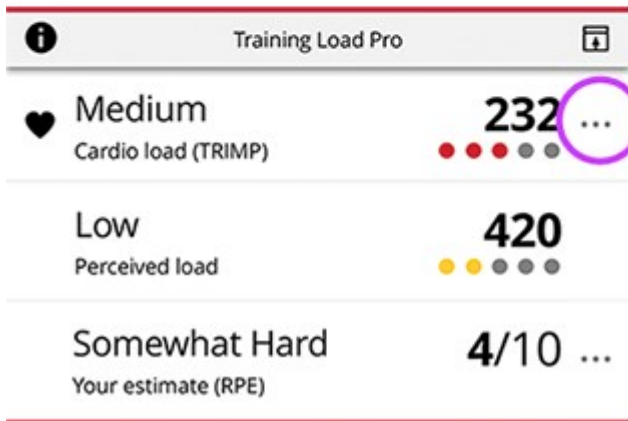 Training Load Pro
Medium 232 ...
Cardio load (TRIMP)
Low 420
Perceived load
Somewhat Hard 4/10 ...
Your estimate (RPE)